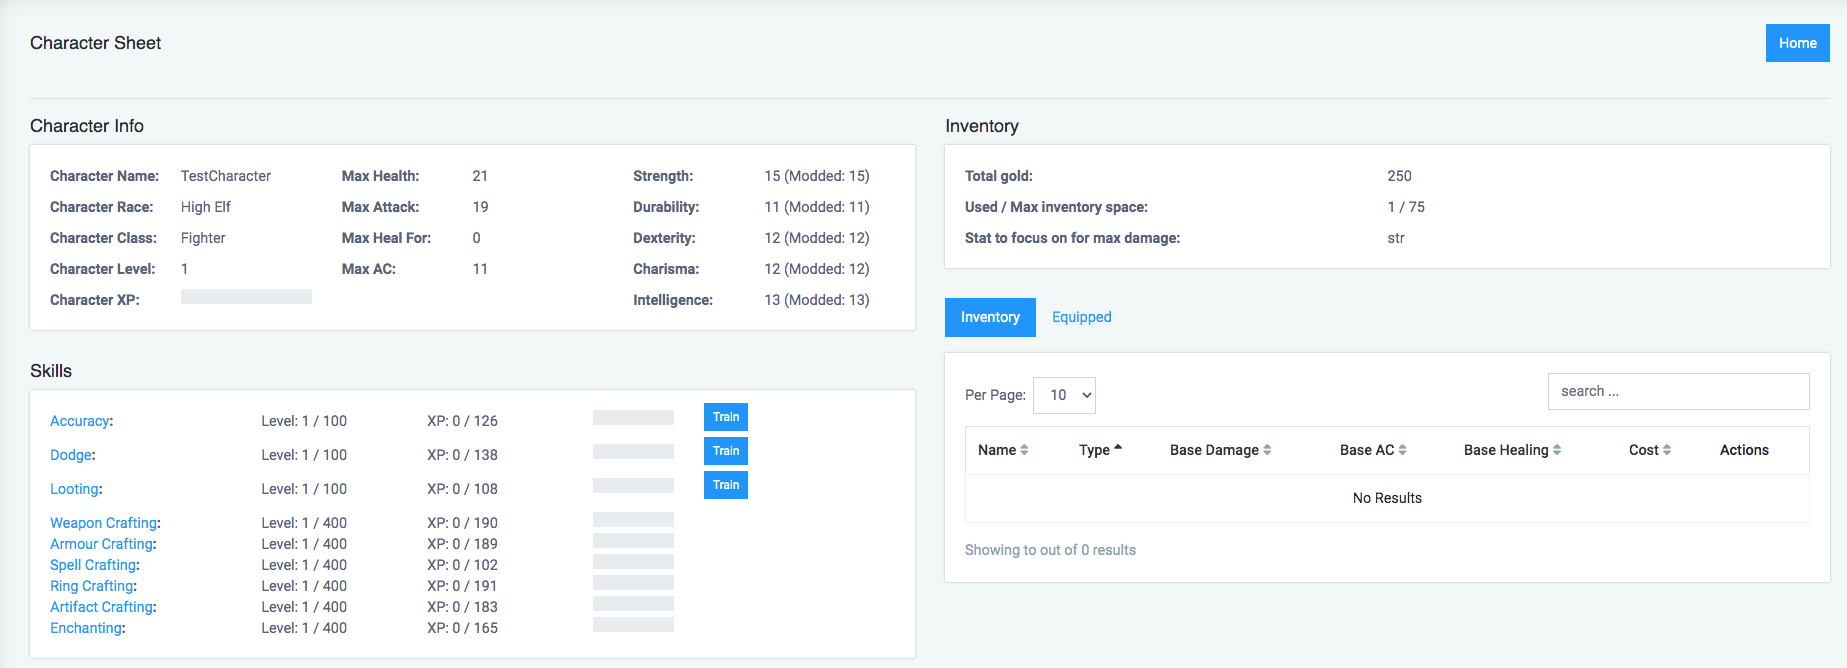 Character Sheet
Home
Character Info
Character Name: TestCharacter Max Health: 21 Strength: 15 (Modded: 15)
Character Race: High Elf Max Attack: 19 Durability: 11 (Modded: 11)
Character Class: Fighter Max Heal For: 0 Dexterity: 12 (Modded: 12)
Character Level: 1 Max AC: 11 Charisma: 12 (Modded: 12)
Character XP: Intelligence: 13 (Modded: 13)
Skills
Accuracy: Level: 1 / 100 XP: 0 / 126 Train
Dodge: Level: 1 / 100 XP: 0 / 138 Train
Looting: Level: 1 / 100 XP: 0 / 108 Train
Weapon Crafting: Level: 1 / 400 XP: 0 / 190
Armour Crafting: Level: 1 / 400 XP: 0 / 189
Spell Crafting: Level: 1 / 400 XP: 0 / 102
Ring Crafting: Level: 1 / 400 XP: 0 / 191
Artifact Crafting: Level: 1 / 400 XP: 0 / 183
Enchanting: Level: 1 / 400 XP: 0 / 165
Inventory
Total gold: 250
Used / Max inventory space: 1 / 75
Stat to focus on for max damage: str
Inventory Equipped
Per Page: 10 search ...
Name Type Base Damage Base AC Base Healing Cost Actions
No Results
Showing to out of 0 results